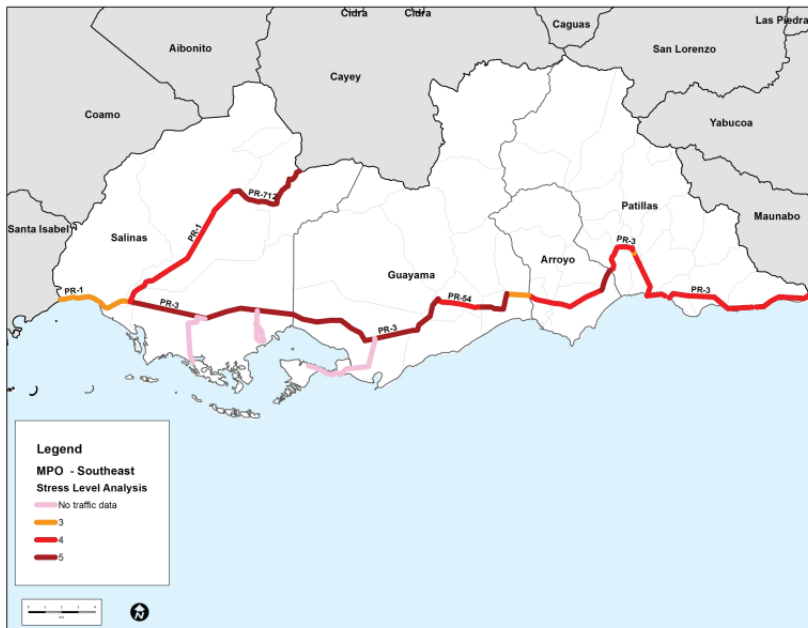 Cidra
Cidra
Caguas
Las Piedra
Aibonito
San Lorenzo
Cayey
Coamo
Yabucoa
PR-712
Patillas
Santa Isabel
Salinas
PR-1
Maunabo
PR-3
Arroyo
Guayama
PR-1
PR-3
PR-54
PR-3
PR-3
Legend
MPO - Southeast
Stress Level Analysis
No traffic data
3
4
5
N